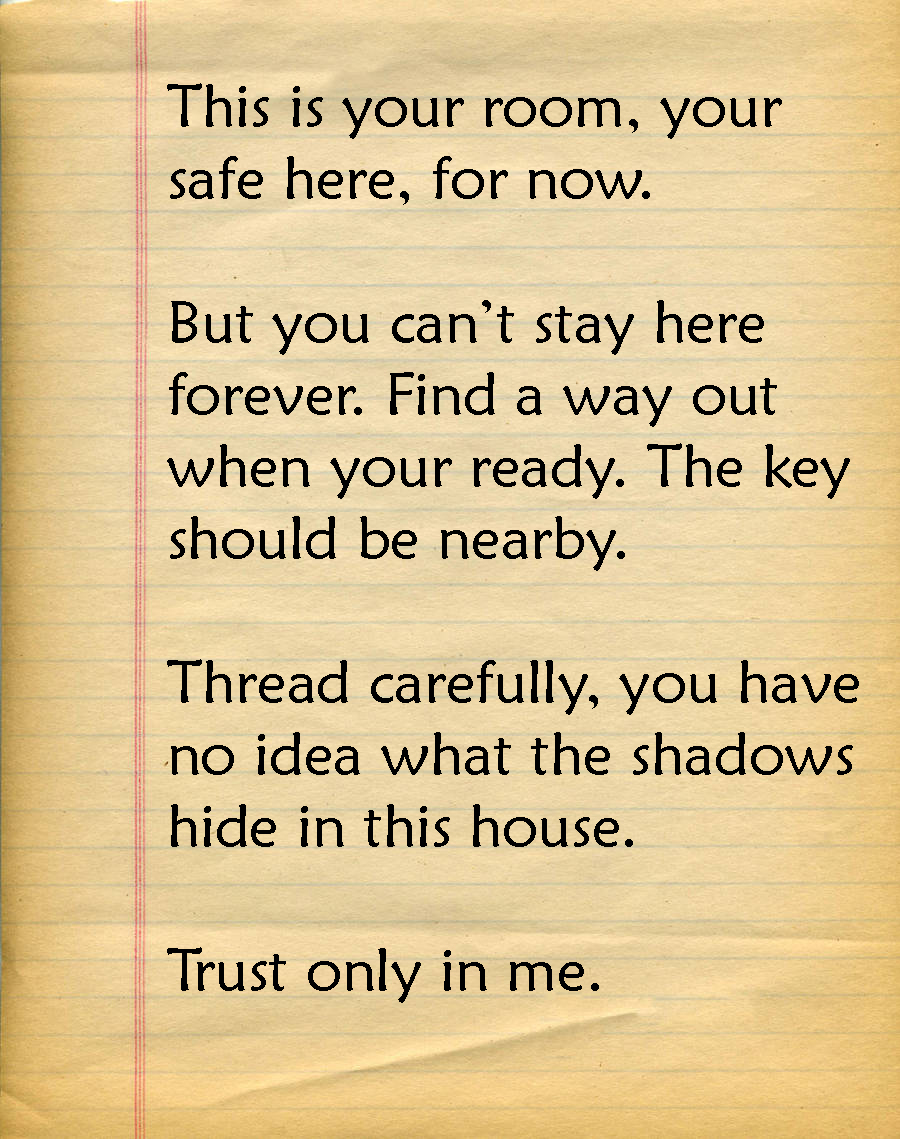 This is your room, your
safe here, for now.
But you can’t stay here
forever. Find a way out
when your ready. The key
should be nearby.
Thread carefully, you have
no idea what the shadows
hide in this house.
Trust only in me.